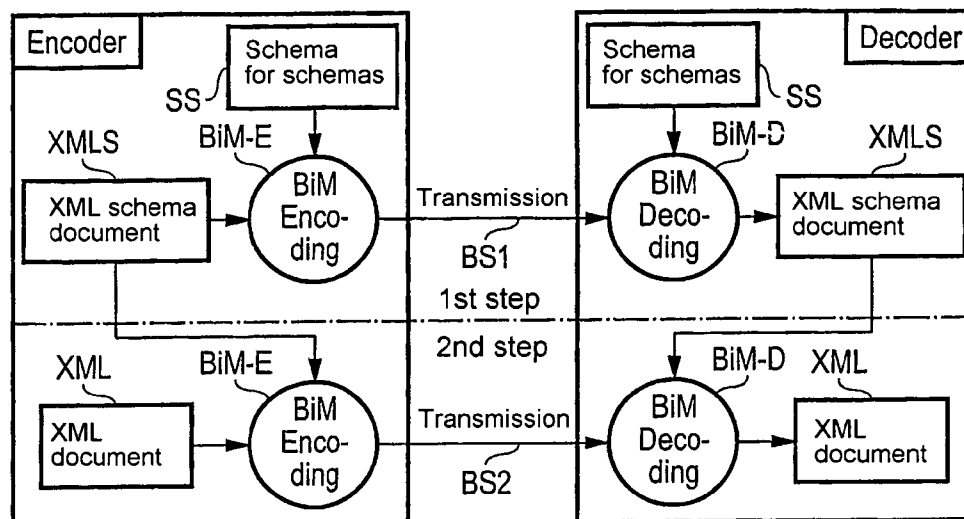 Encoder
Schema
for schemas
SS
XMLS
BiM-E
XML schema
document
BiM
Enco-
ding
Transmission
BS1
1st step
Decoder
Schema
for schemas
SS
BiM-D
XMLS
BiM
Deco-
ding
XML schema
document
2nd step
XML
BiM-E
XML
document
BiM
Enco-
ding
Transmission
BS2
BiM-D
XML
BiM
Deco-
ding
XML
document